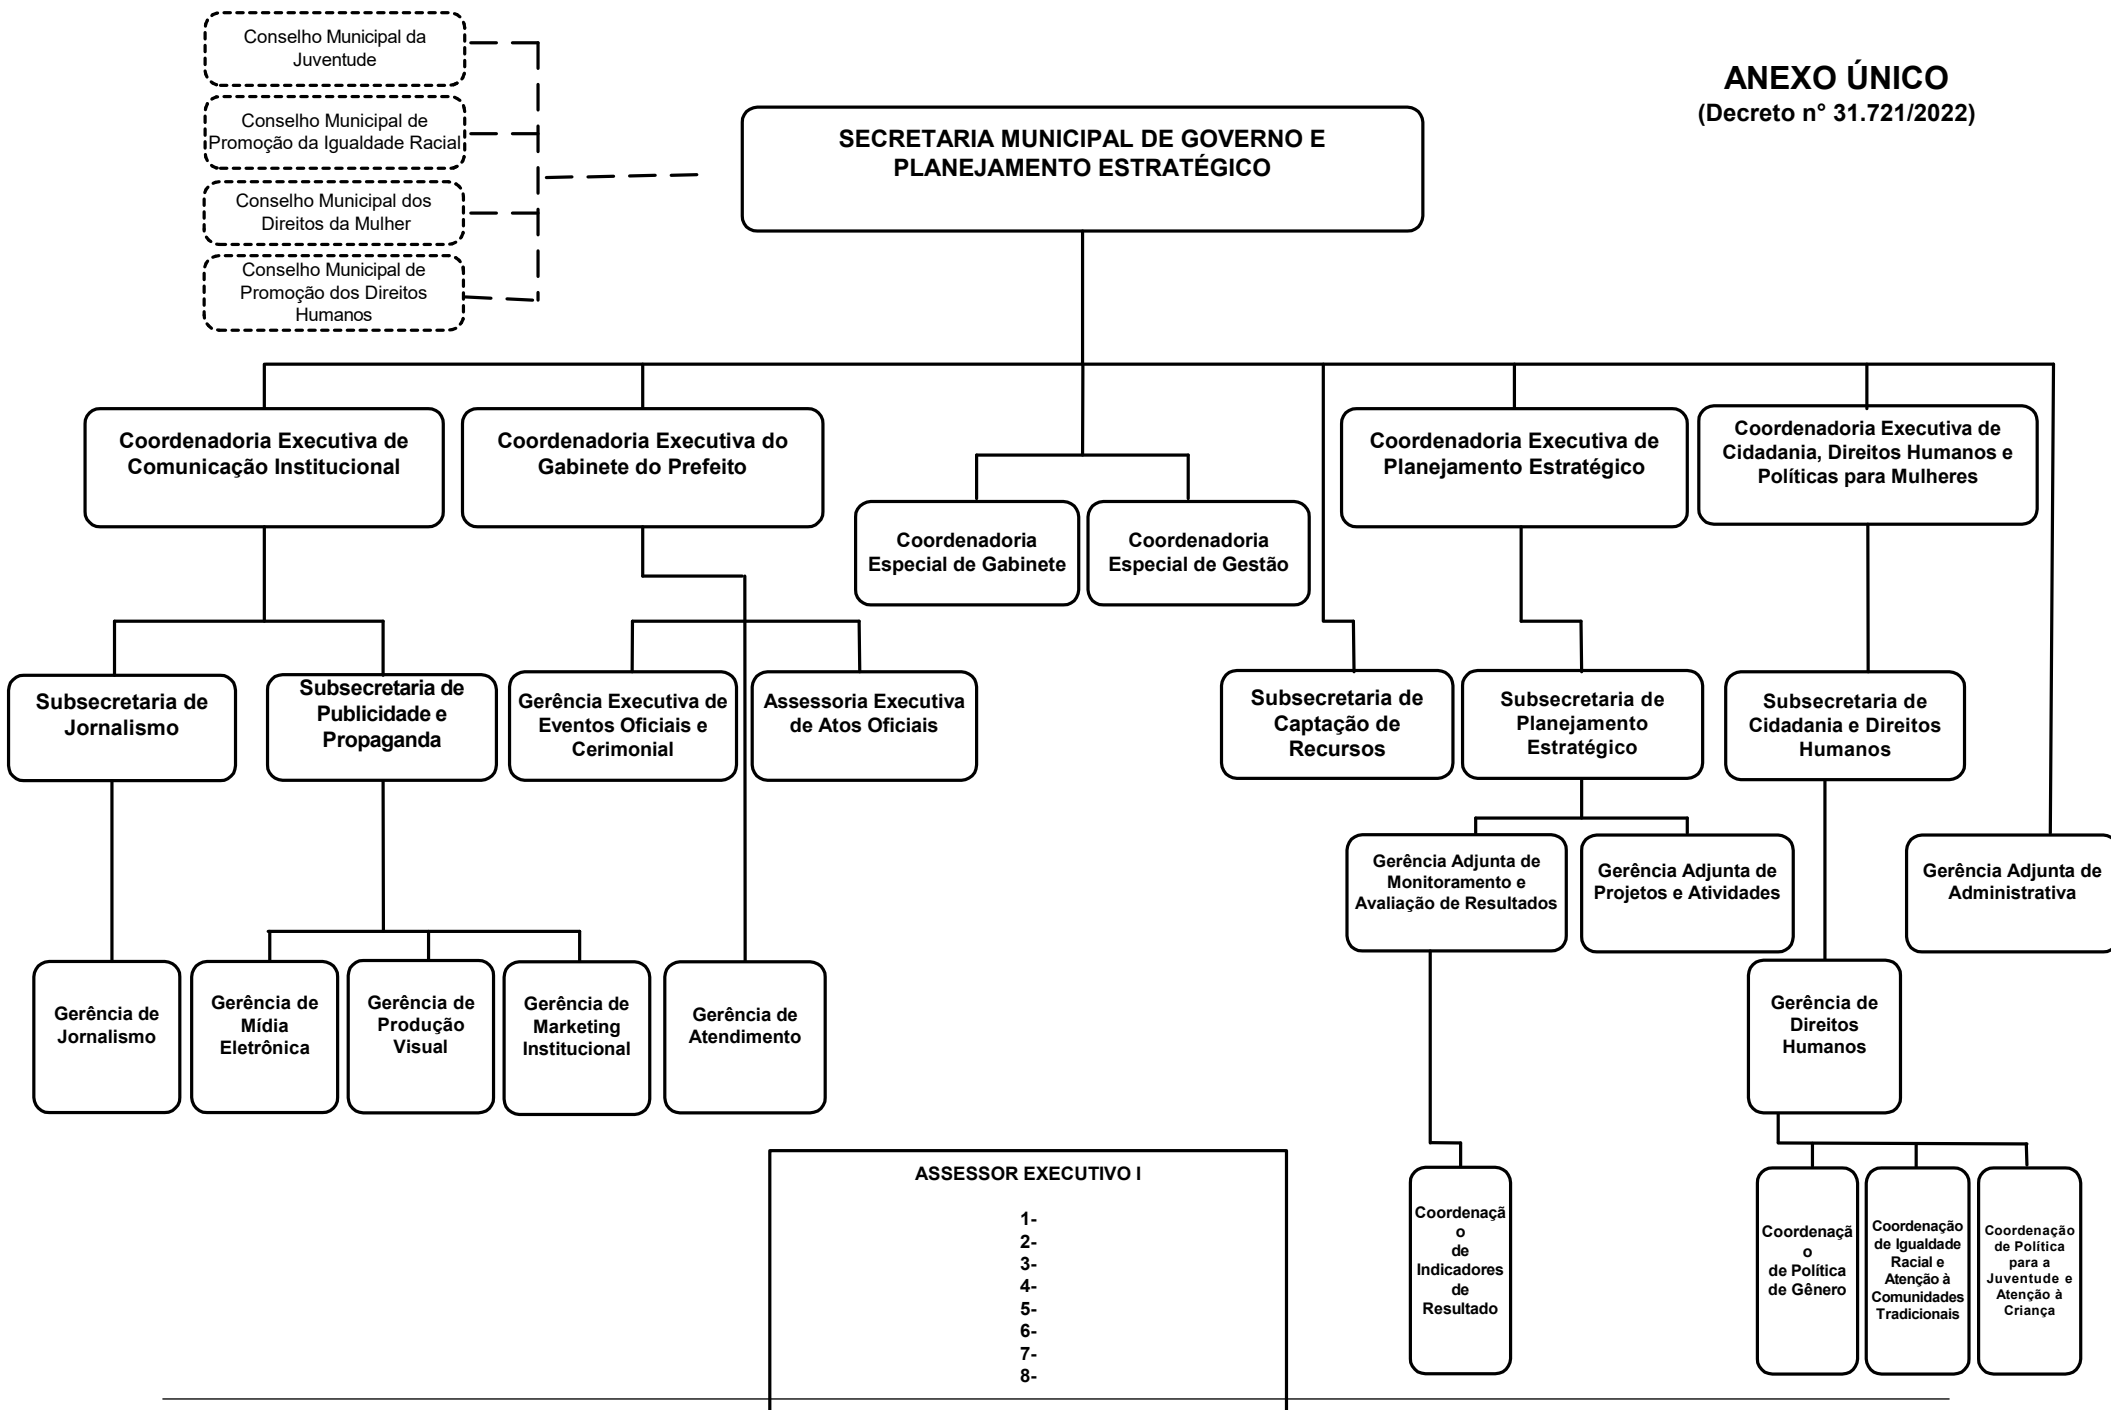 Conselho Municipal da
Juventude
Conselho Municipal de
Promoção da Igualdade Racial
Conselho Municipal dos
Direitos da Mulher
Conselho Municipal de
Promoção dos Direitos
Humanos
ANEXO ÚNICO
(Decreto n° 31.721/2022)
SECRETARIA MUNICIPAL DE GOVERNO E
PLANEJAMENTO ESTRATÉGICO
Coordenadoria Executiva de
Comunicação Institucional
Coordenadoria Executiva do
Gabinete do Prefeito
Coordenadoria
Especial de Gabinete
Coordenadoria
Especial de Gestão
Coordenadoria Executiva de
Planejamento Estratégico
Coordenadoria Executiva de
Cidadania, Direitos Humanos e
Políticas para Mulheres
Subsecretaria de
Jornalismo
Subsecretaria de
Publicidade e
Propaganda
Gerência Executiva de
Eventos Oficiais e
Cerimonial
Assessoria Executiva
de Atos Oficiais
Subsecretaria de
Captação de
Recursos
Subsecretaria de
Planejamento
Estratégico
Subsecretaria de
Cidadania e Direitos
Humanos
Gerência Adjunta de
Monitoramento e
Avaliação de Resultados
Gerência Adjunta de
Projetos e Atividades
Gerência Adjunta de
Administrativa
Gerência de
Jornalismo
Gerência de
Mídia
Eletrônica
Gerência de
Produção
Visual
Gerência de
Marketing
Institucional
Gerência de
Atendimento
Gerência de
Direitos
Humanos
ASSESSOR EXECUTIVO I
1-
2-
3-
4-
5-
6-
7-
8-
Coordenaçã
o
de
Indicadores
de
Resultado
Coordenaçã
o
de Política
de Gênero
Coordenação
de Igualdade
Racial e
Atenção à
Comunidades
Tradicionais
Coordenação
de Política
para a
Juventude e
Atenção à
Criança